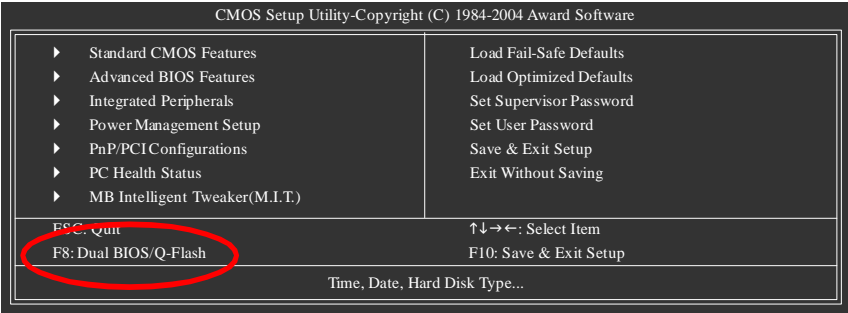 CMOS Setup Utility-Copyright (C) 1984-2004 Award Software
Standard CMOS Features
Advanced BIOS Features
Integrated Peripherals
Power Management Setup
PnP/PCI Configurations
PC Health Status
MB Intelligent Tweaker(M.I.T.)
Load Fail-Safe Defaults
Load Optimized Defaults
Set Supervisor Password
Set User Password
Save & Exit Setup
Exit Without Saving
ESC: Quit
F8: Dual BIOS/Q-Flash
↑↓→←: Select Item
F10: Save & Exit Setup
Time, Date, Hard Disk Type...